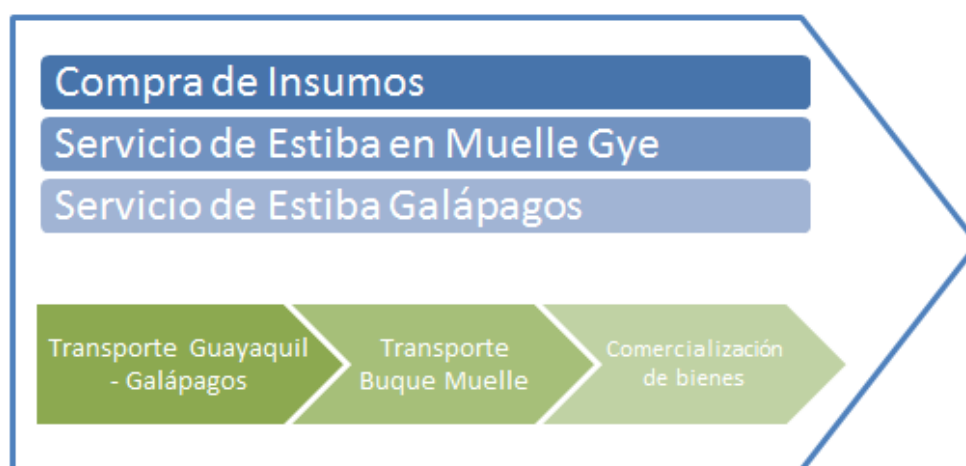 Compra de Insumos
Servicio de Estiba en Muelle Gye
Servicio de Estiba Galápagos
Transporte Guayaquil
- Galápagos
Transporte
Buque Muelle
Comercialización
de bienes